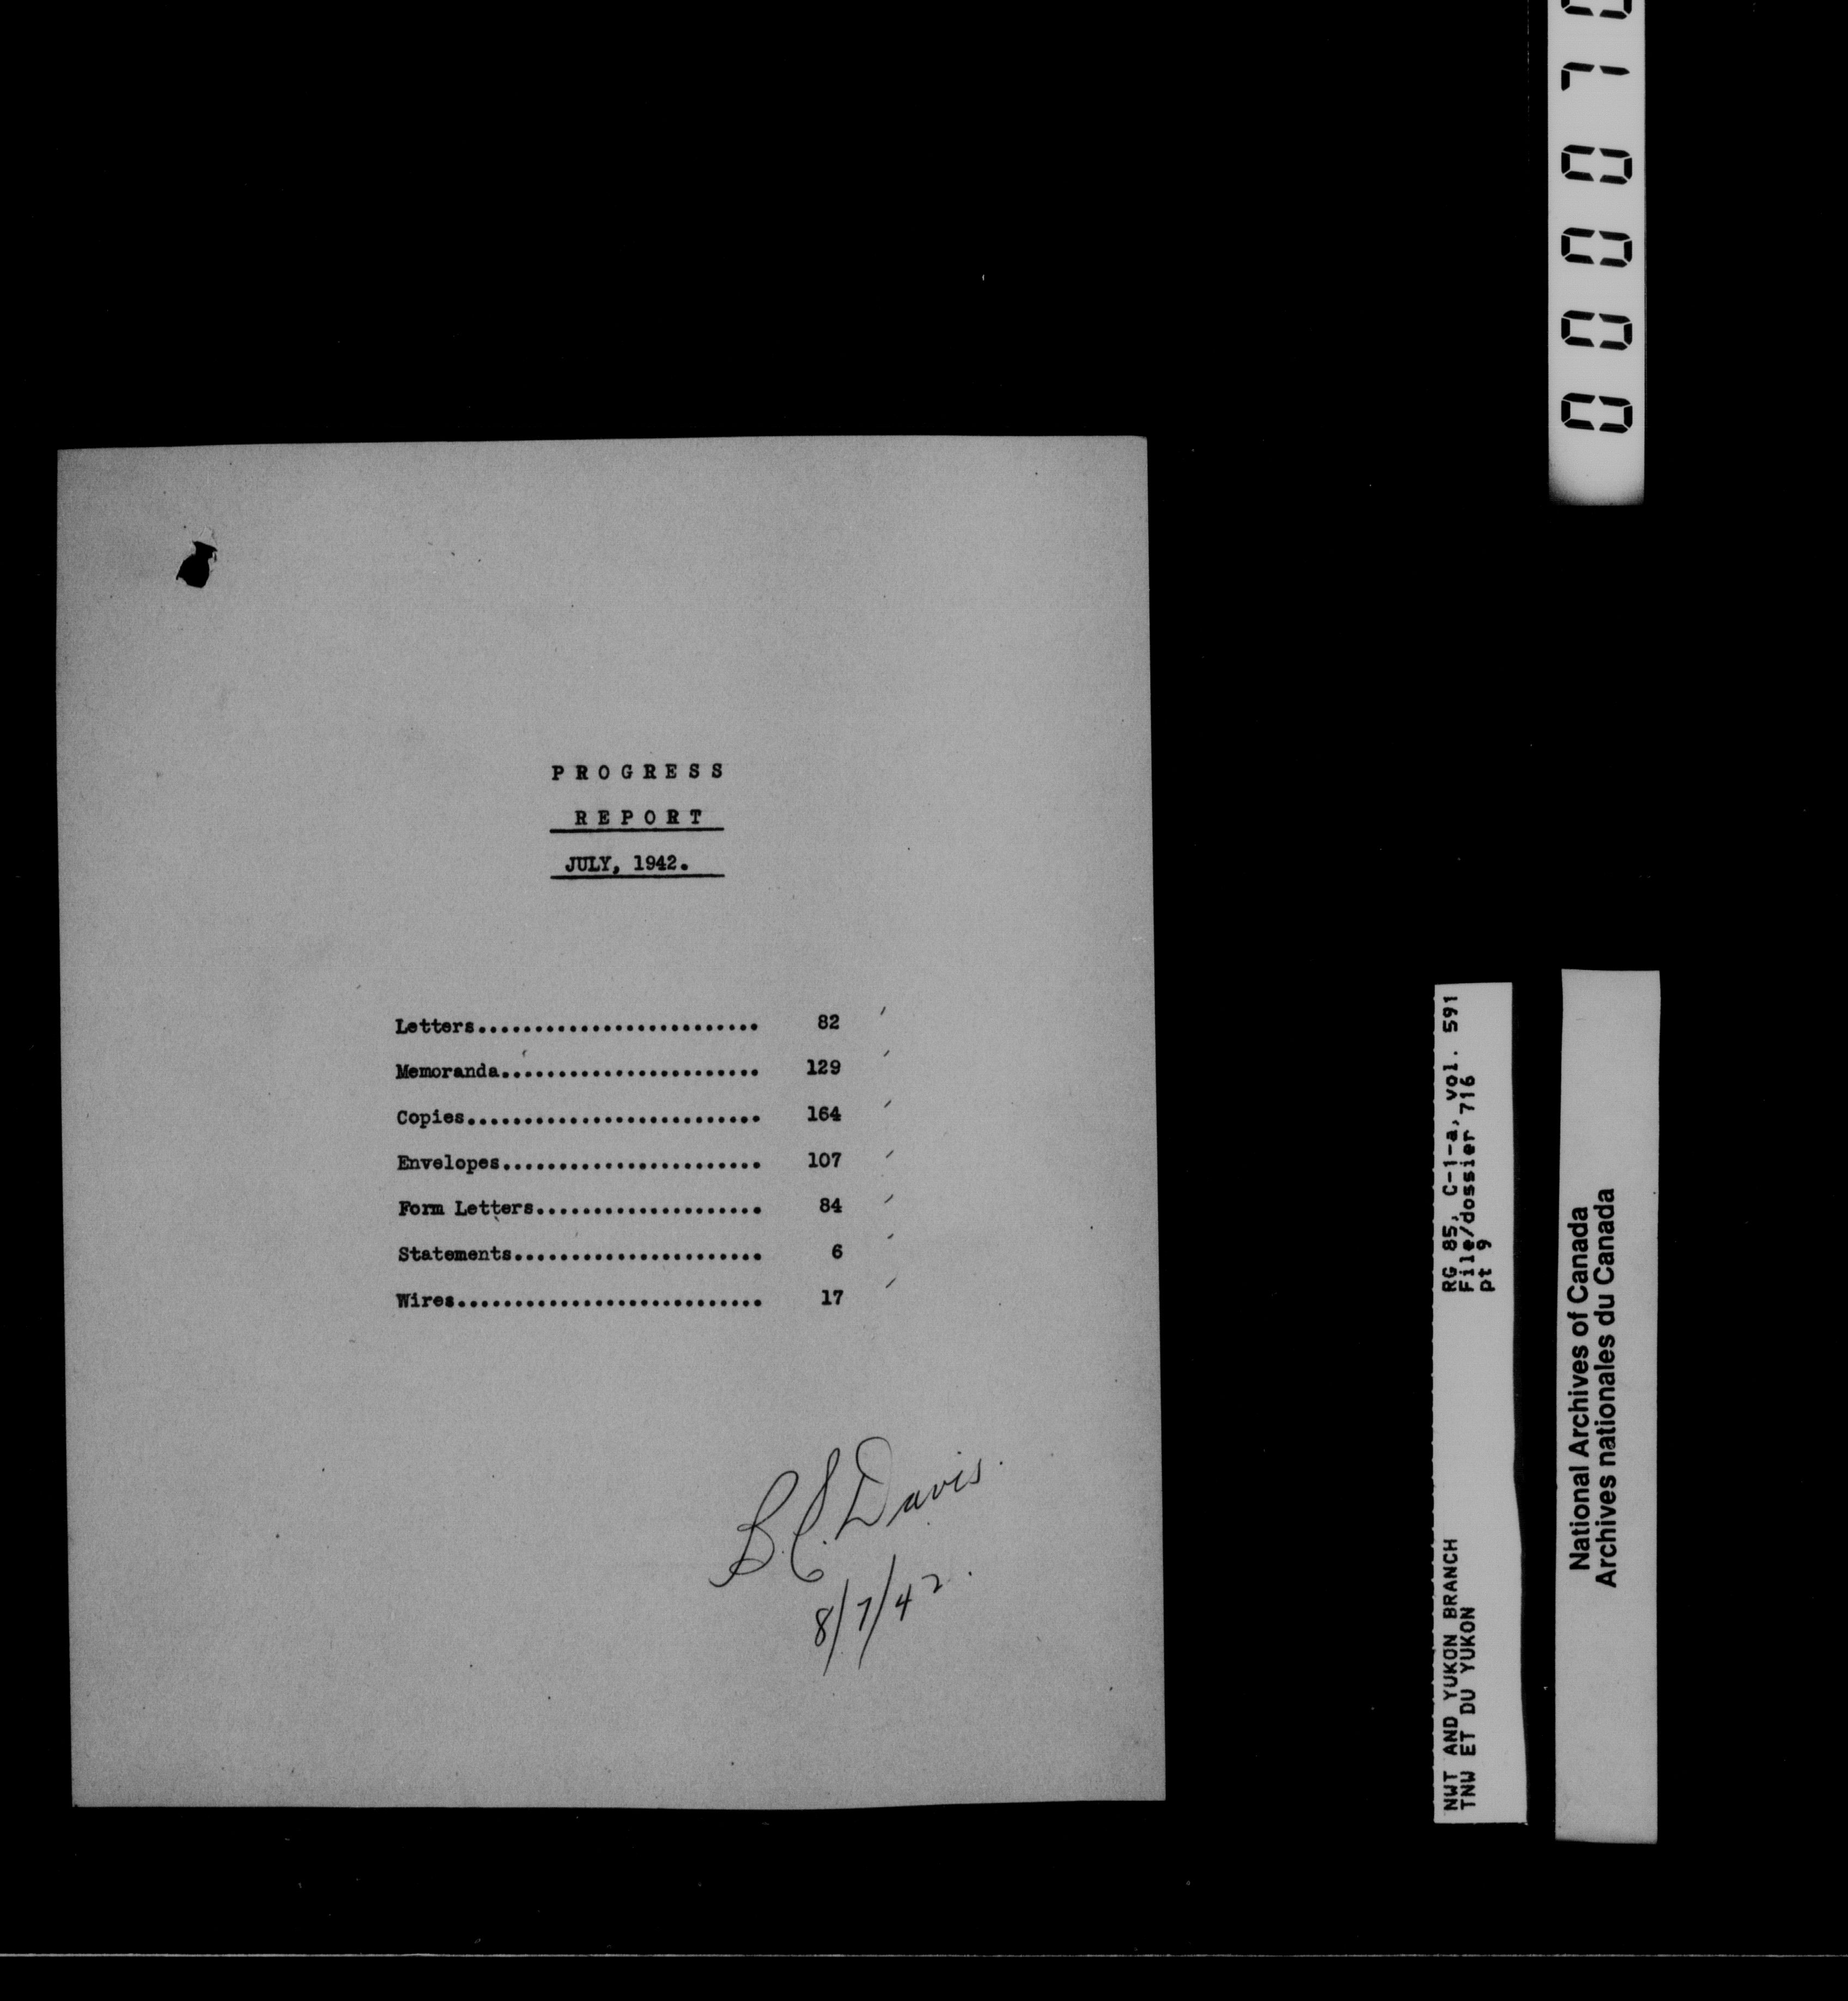 P R O G R E S S
R E P O R T
JULY, 1942.
Letters......................... 82
Memoranda....................... 129
Copies.......................... 164
Envelopes....................... 107
Form Letters.................... 84
Statements...................... 6
Wires........................... 17
B.C. Davis.
8/7/42.
RG 85, C-1-a, vol. 591
File/dossier 716
pt 9
NWT AND YUKON BRANCH
TNW ET DU YUKON
National Archives of Canada
Archives nationales du Canada